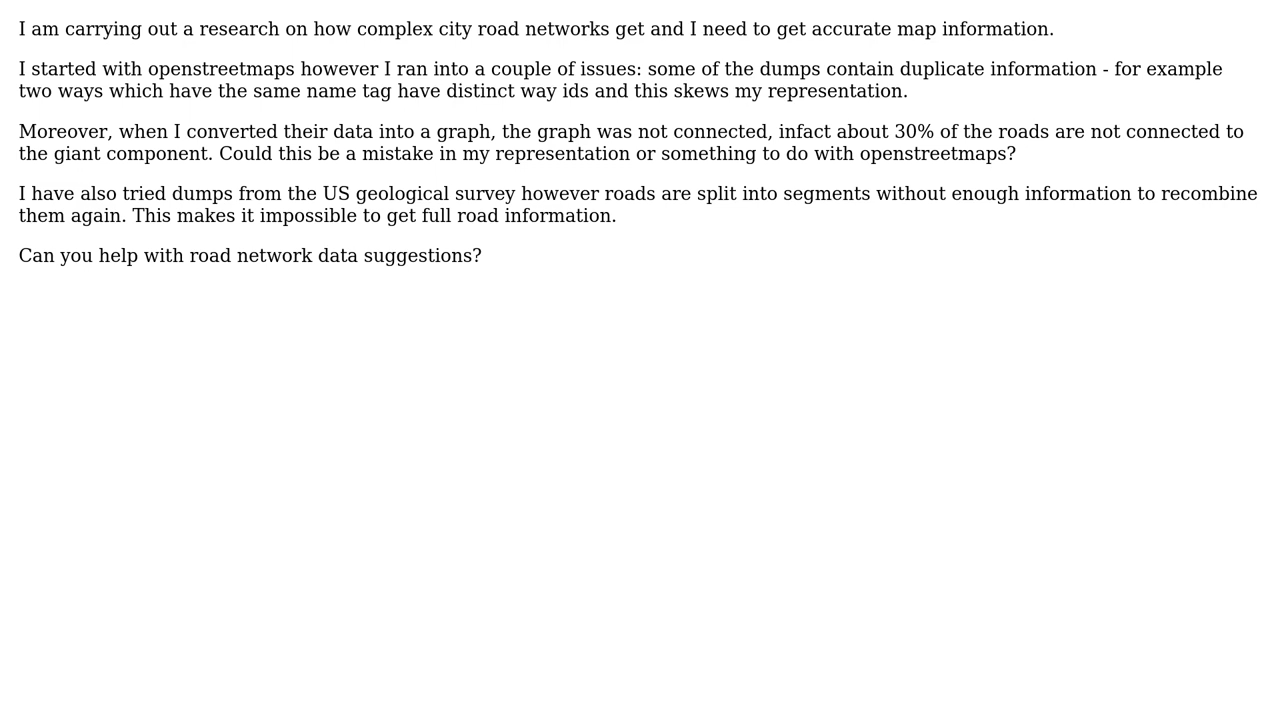 I am carrying out a research on how complex city road networks get and I need to get accurate map information.
I started with openstreetmaps however I ran into a couple of issues: some of the dumps contain duplicate information - for example
two ways which have the same name tag have distinct way ids and this skews my representation.
Moreover, when I converted their data into a graph, the graph was not connected, infact about 30% of the roads are not connected to
the giant component. Could this be a mistake in my representation or something to do with openstreetmaps?
I have also tried dumps from the US geological survey however roads are split into segments without enough information to recombine
them again. This makes it impossible to get full road information.
Can you help with road network data suggestions?